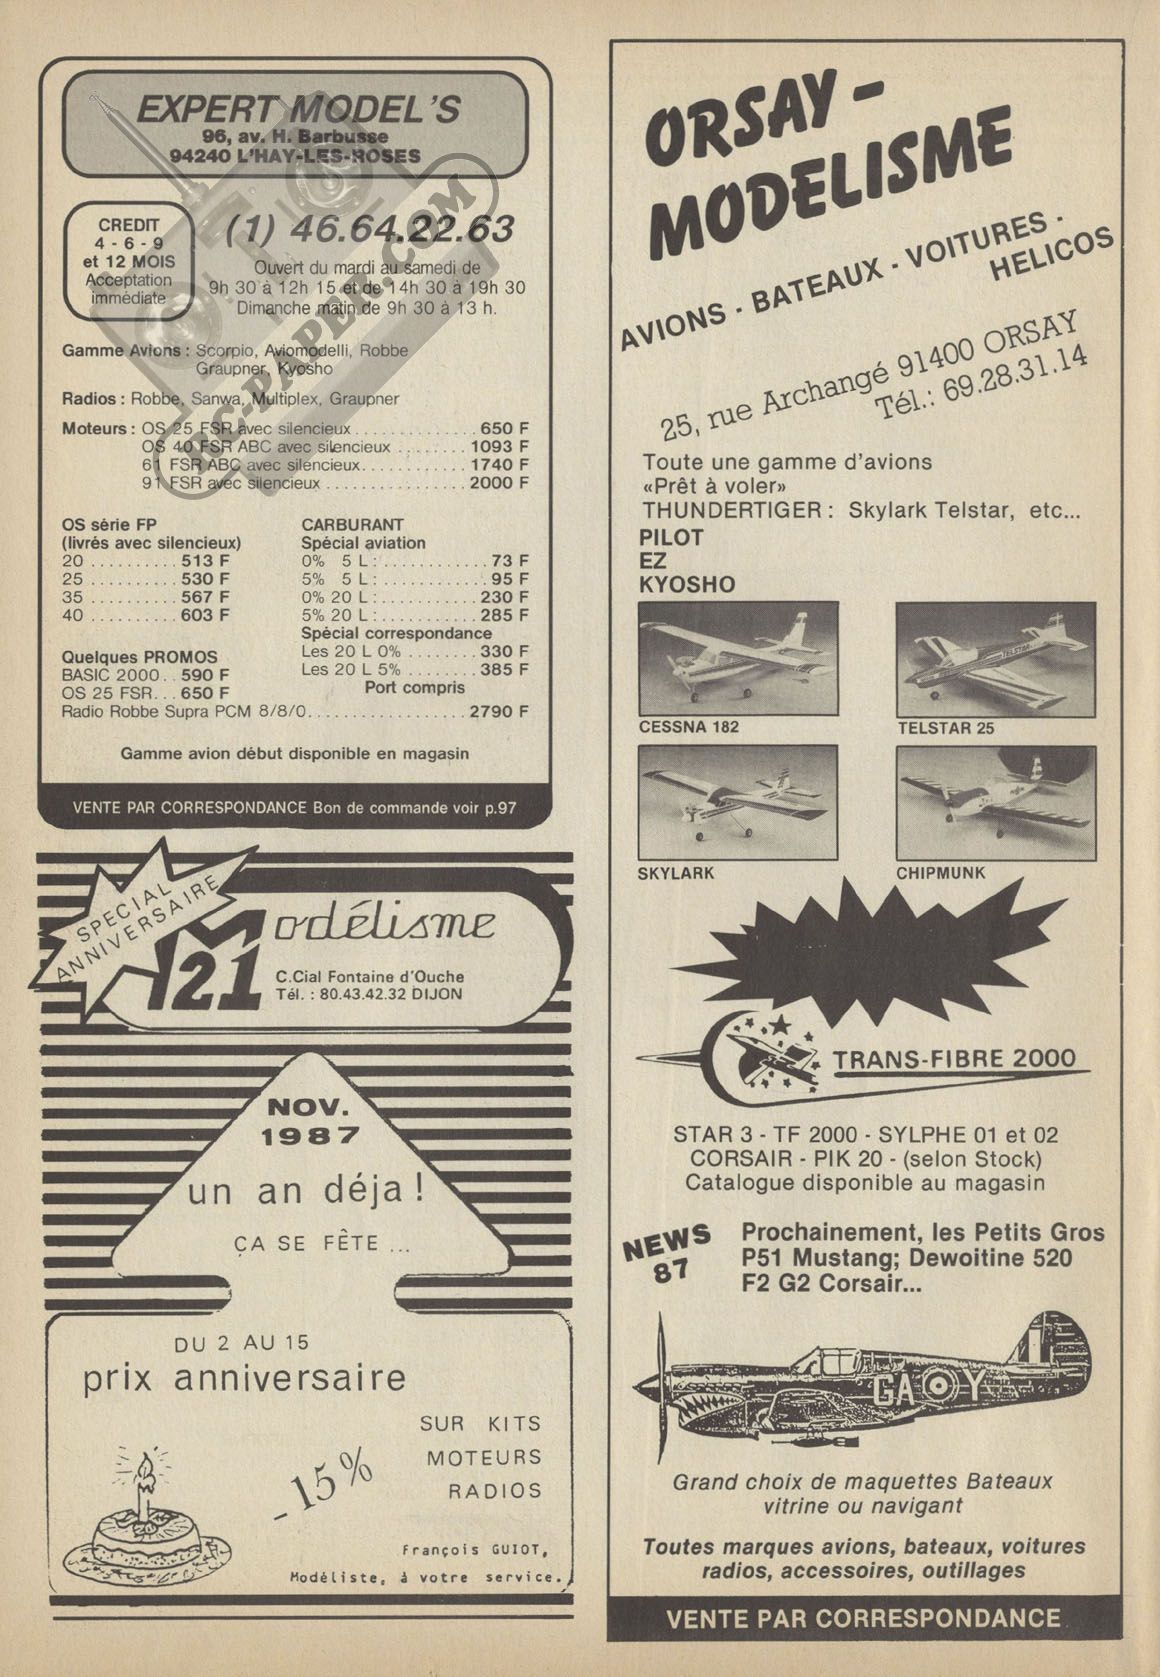 EXPERT MODEL'S
96, av. H. Barbusse
94240 L'HAY-LES-ROSES
CREDIT
4 - 6 - 9
et 12 MOIS
Acceptation
immédiate
(1) 46.64.22.63
Ouvert du mardi au samedi de
9h 30 à 12h 15 et de 14h 30 à 19h 30
Dimanche matin de 9h 30 à 13 h.
Gamme Avions : Scorpio, Aviomodelli, Robbe
Graupner, Kyosho
Radios : Robbe, Sanwa, Multiplex, Graupner
Moteurs : OS 25 FSR avec silencieux .............. 650 F
OS 40 FSR ABC avec silencieux ........ 1093 F
61 FSR ABC avec silencieux............ 1740 F
91 FSR avec silencieux ................ 2000 F
OS série FP
(livrés avec silencieux)
20 .......... 513 F
25 .......... 530 F
35 .......... 567 F
40 .......... 603 F
Quelques PROMOS
BASIC 2000.. 590 F
OS 25 FSR... 650 F
Radio Robbe Supra PCM 8/8/0.................. 2790 F
CARBURANT
Spécial aviation
0% 5 L: ............ 73 F
5% 5 L: ............ 95 F
0% 20 L: ........... 230 F
5% 20 L: ........... 285 F
Spécial correspondance
Les 20 L 0% ........ 330 F
Les 20 L 5% ........ 385 F
Port compris
Gamme avion début disponible en magasin
VENTE PAR CORRESPONDANCE Bon de commande voir p.97
RC-PAPER.COM
SPECIAL
ANNIVERSAIRE
Modélisme
21
C.Cial Fontaine d'Ouche
Tél. : 80.43.42.32 DIJON
NOV.
1987
un an déja !
ÇA SE FÊTE ...
DU 2 AU 15
prix anniversaire
SUR KITS
MOTEURS
RADIOS
-15%
François GUIOT,
Modéliste, à votre service.
ORSAY -
MODELISME
AVIONS - BATEAUX - VOITURES -
HELICOS
25, rue Archangé 91400 ORSAY
Tél.: 69.28.31.14
Toute une gamme d'avions
«Prêt à voler»
THUNDERTIGER : Skylark Telstar, etc...
PILOT
EZ
KYOSHO
TELSTAR
CESSNA 182
TELSTAR 25
SKYLARK
CHIPMUNK
TRANS-FIBRE 2000
STAR 3 - TF 2000 - SYLPHE 01 et 02
CORSAIR - PIK 20 - (selon Stock)
Catalogue disponible au magasin
NEWS
87
Prochainement, les Petits Gros
P51 Mustang; Dewoitine 520
F2 G2 Corsair...
GA Y
Grand choix de maquettes Bateaux
vitrine ou navigant
Toutes marques avions, bateaux, voitures
radios, accessoires, outillages
VENTE PAR CORRESPONDANCE